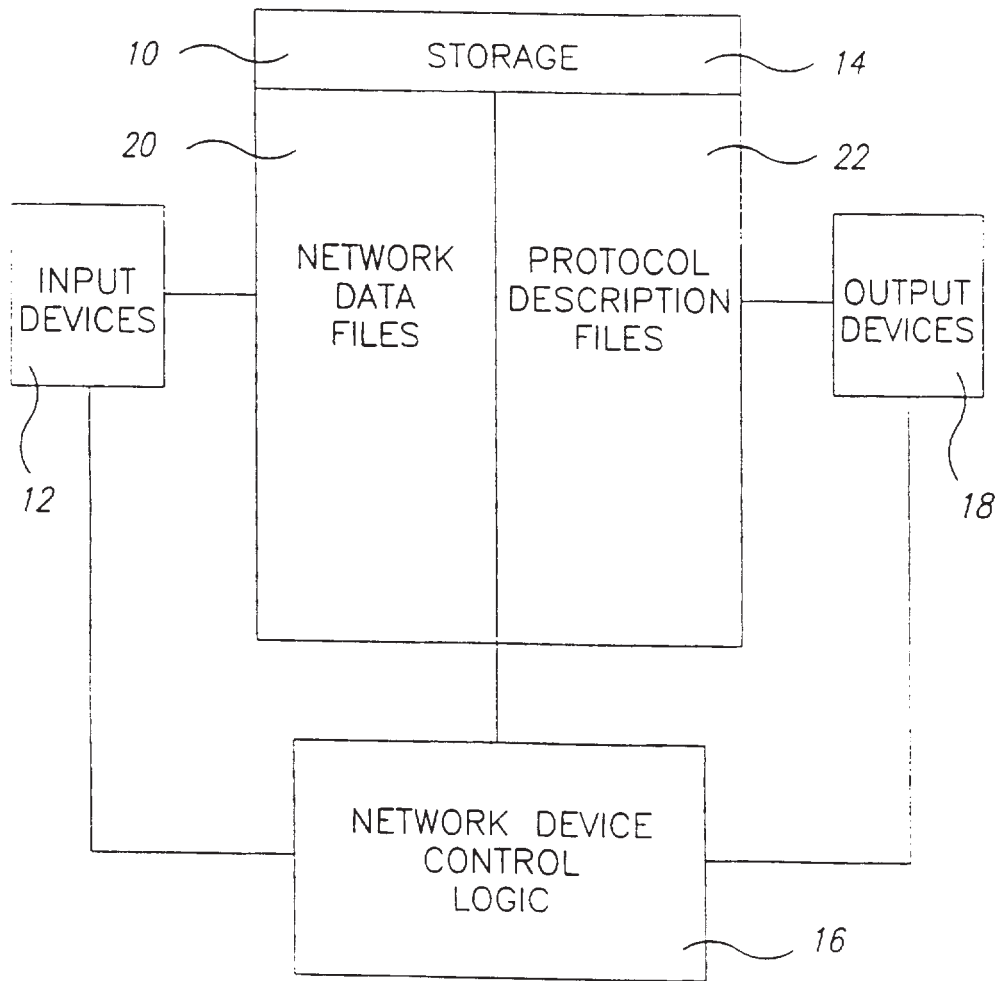 10
STORAGE
14
20
22
INPUT
DEVICES
NETWORK
DATA
FILES
PROTOCOL
DESCRIPTION
FILES
OUTPUT
DEVICES
12
18
NETWORK DEVICE
CONTROL
LOGIC
16